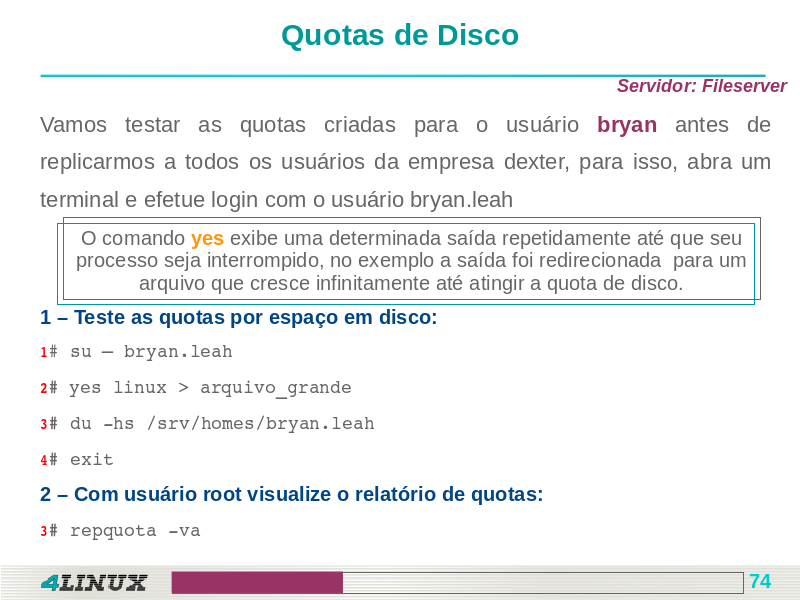 Quotas de Disco
Servidor: Fileserver
Vamos testar as quotas criadas para o usuário bryan antes de
replicarmos a todos os usuários da empresa dexter, para isso, abra um
terminal e efetue login com o usuário bryan.leah
O comando yes exibe uma determinada saída repetidamente até que seu
processo seja interrompido, no exemplo a saída foi redirecionada  para um
arquivo que cresce infinitamente até atingir a quota de disco.
1 – Teste as quotas por espaço em disco:
1# su – bryan.leah
2# yes linux > arquivo_grande
3# du -hs /srv/homes/bryan.leah
4# exit
2 – Com usuário root visualize o relatório de quotas:
3# repquota -va
4LINUX
74